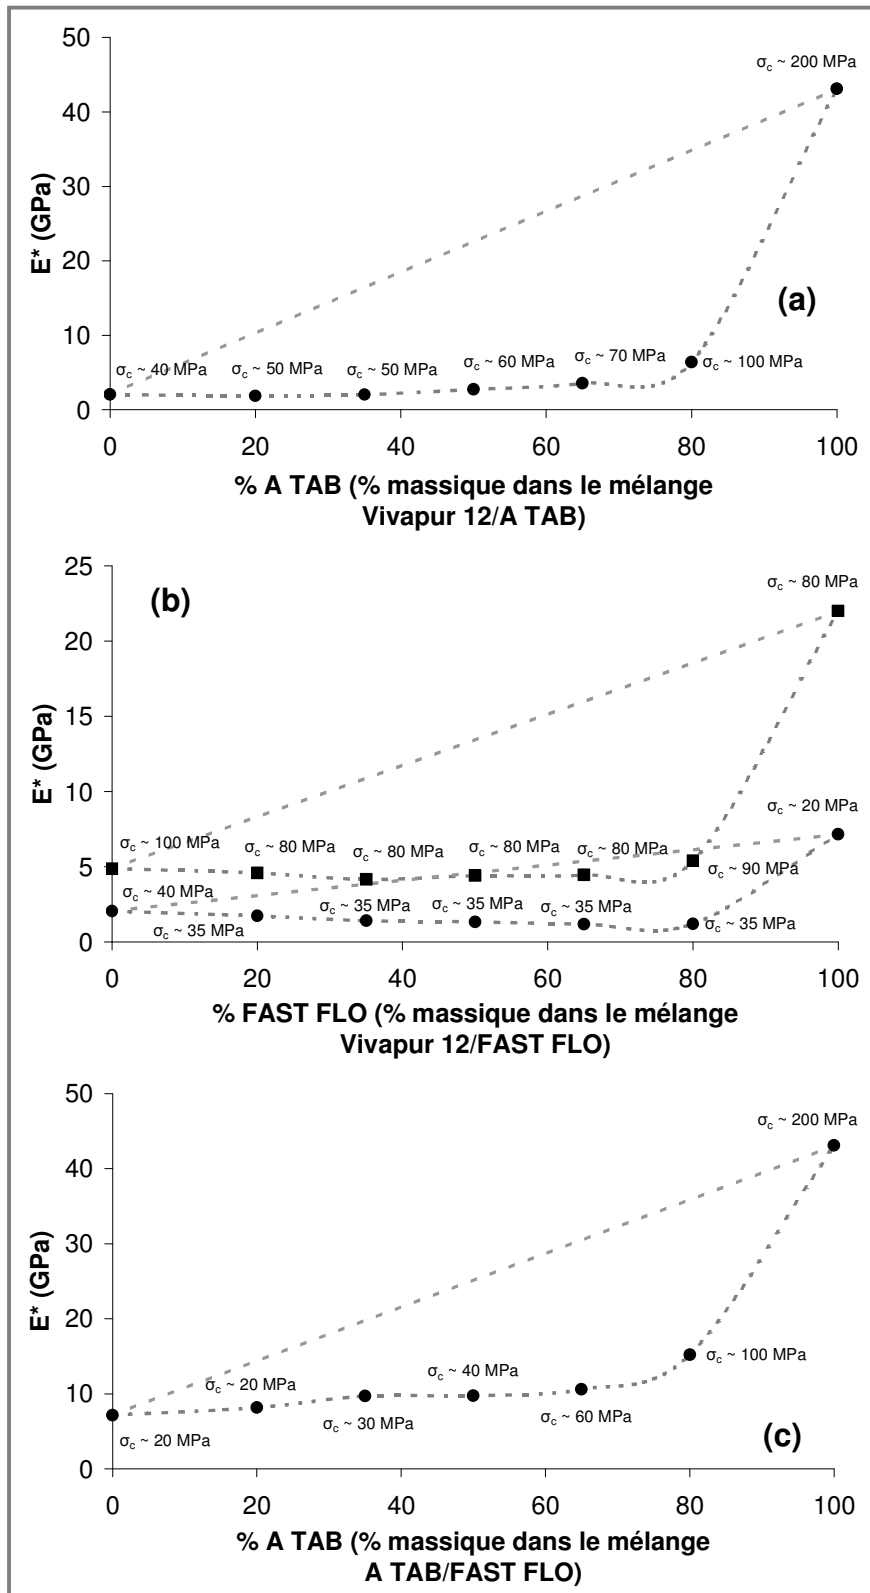 50
σc ~ 200 MPa
40
30
E* (GPa)
20
(a)
10
σc ~ 40 MPa σc ~ 50 MPa σc ~ 50 MPa σc ~ 60 MPa σc ~ 70 MPa σc ~ 100 MPa
0
0 20 40 60 80 100
% A TAB (% massique dans le mélange
Vivapur 12/A TAB)
25
(b)
σc ~ 80 MPa
20
15
E* (GPa)
10
σc ~ 20 MPa
σc ~ 100 MPa σc ~ 80 MPa σc ~ 80 MPa σc ~ 80 MPa σc ~ 80 MPa σc ~ 90 MPa
5
σc ~ 40 MPa σc ~ 35 MPa σc ~ 35 MPa σc ~ 35 MPa σc ~ 35 MPa σc ~ 35 MPa
0
0 20 40 60 80 100
% FAST FLO (% massique dans le mélange
Vivapur 12/FAST FLO)
50
σc ~ 200 MPa
40
30
E* (GPa)
20
σc ~ 20 MPa σc ~ 20 MPa σc ~ 30 MPa σc ~ 40 MPa σc ~ 60 MPa σc ~ 100 MPa
10
(c)
0
0 20 40 60 80 100
% A TAB (% massique dans le mélange
A TAB/FAST FLO)